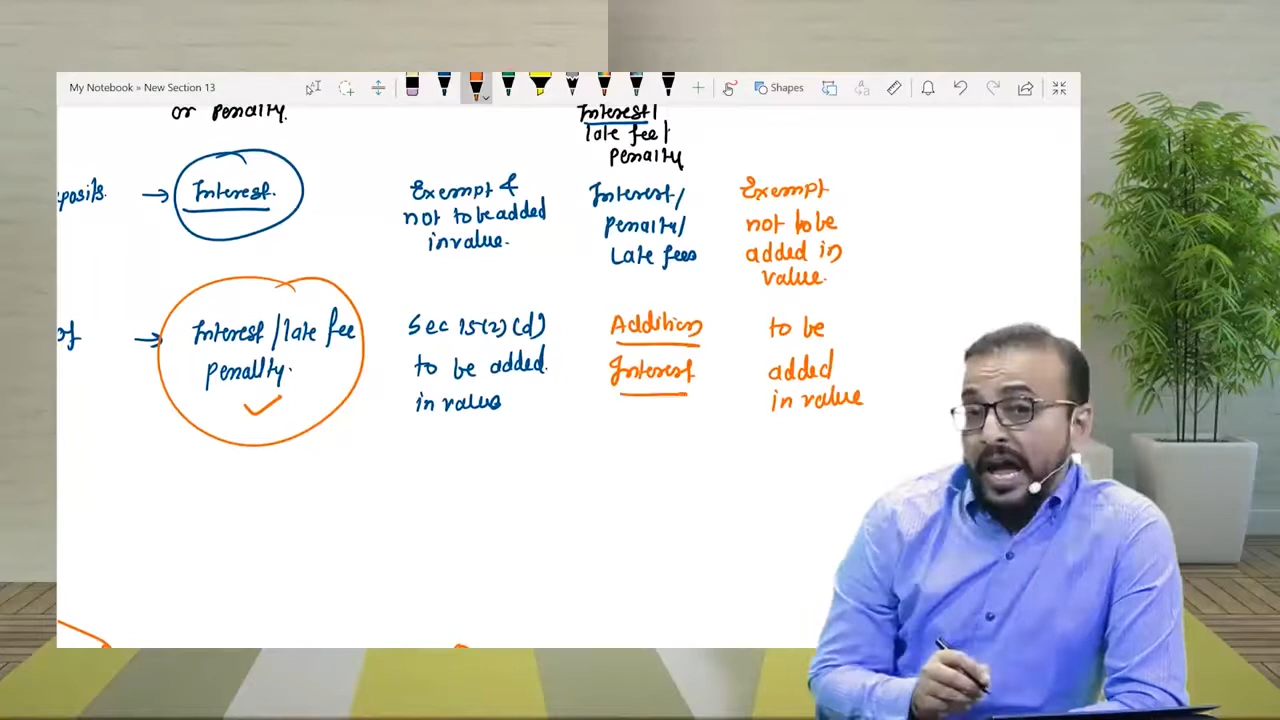 My Notebook » New Section 13
Shapes
or penalty.
Interest/
late fee/
penalty
posits. → Interest.
Exempt &
not to be added
in value.
Interest/
Penalty/
Late fees
Exempt
not to be
added in
value.
of → Interest/late fee
penallty.
Sec 15(2)(d)
to be added.
in value
Addition
Interest
to be
added
in value